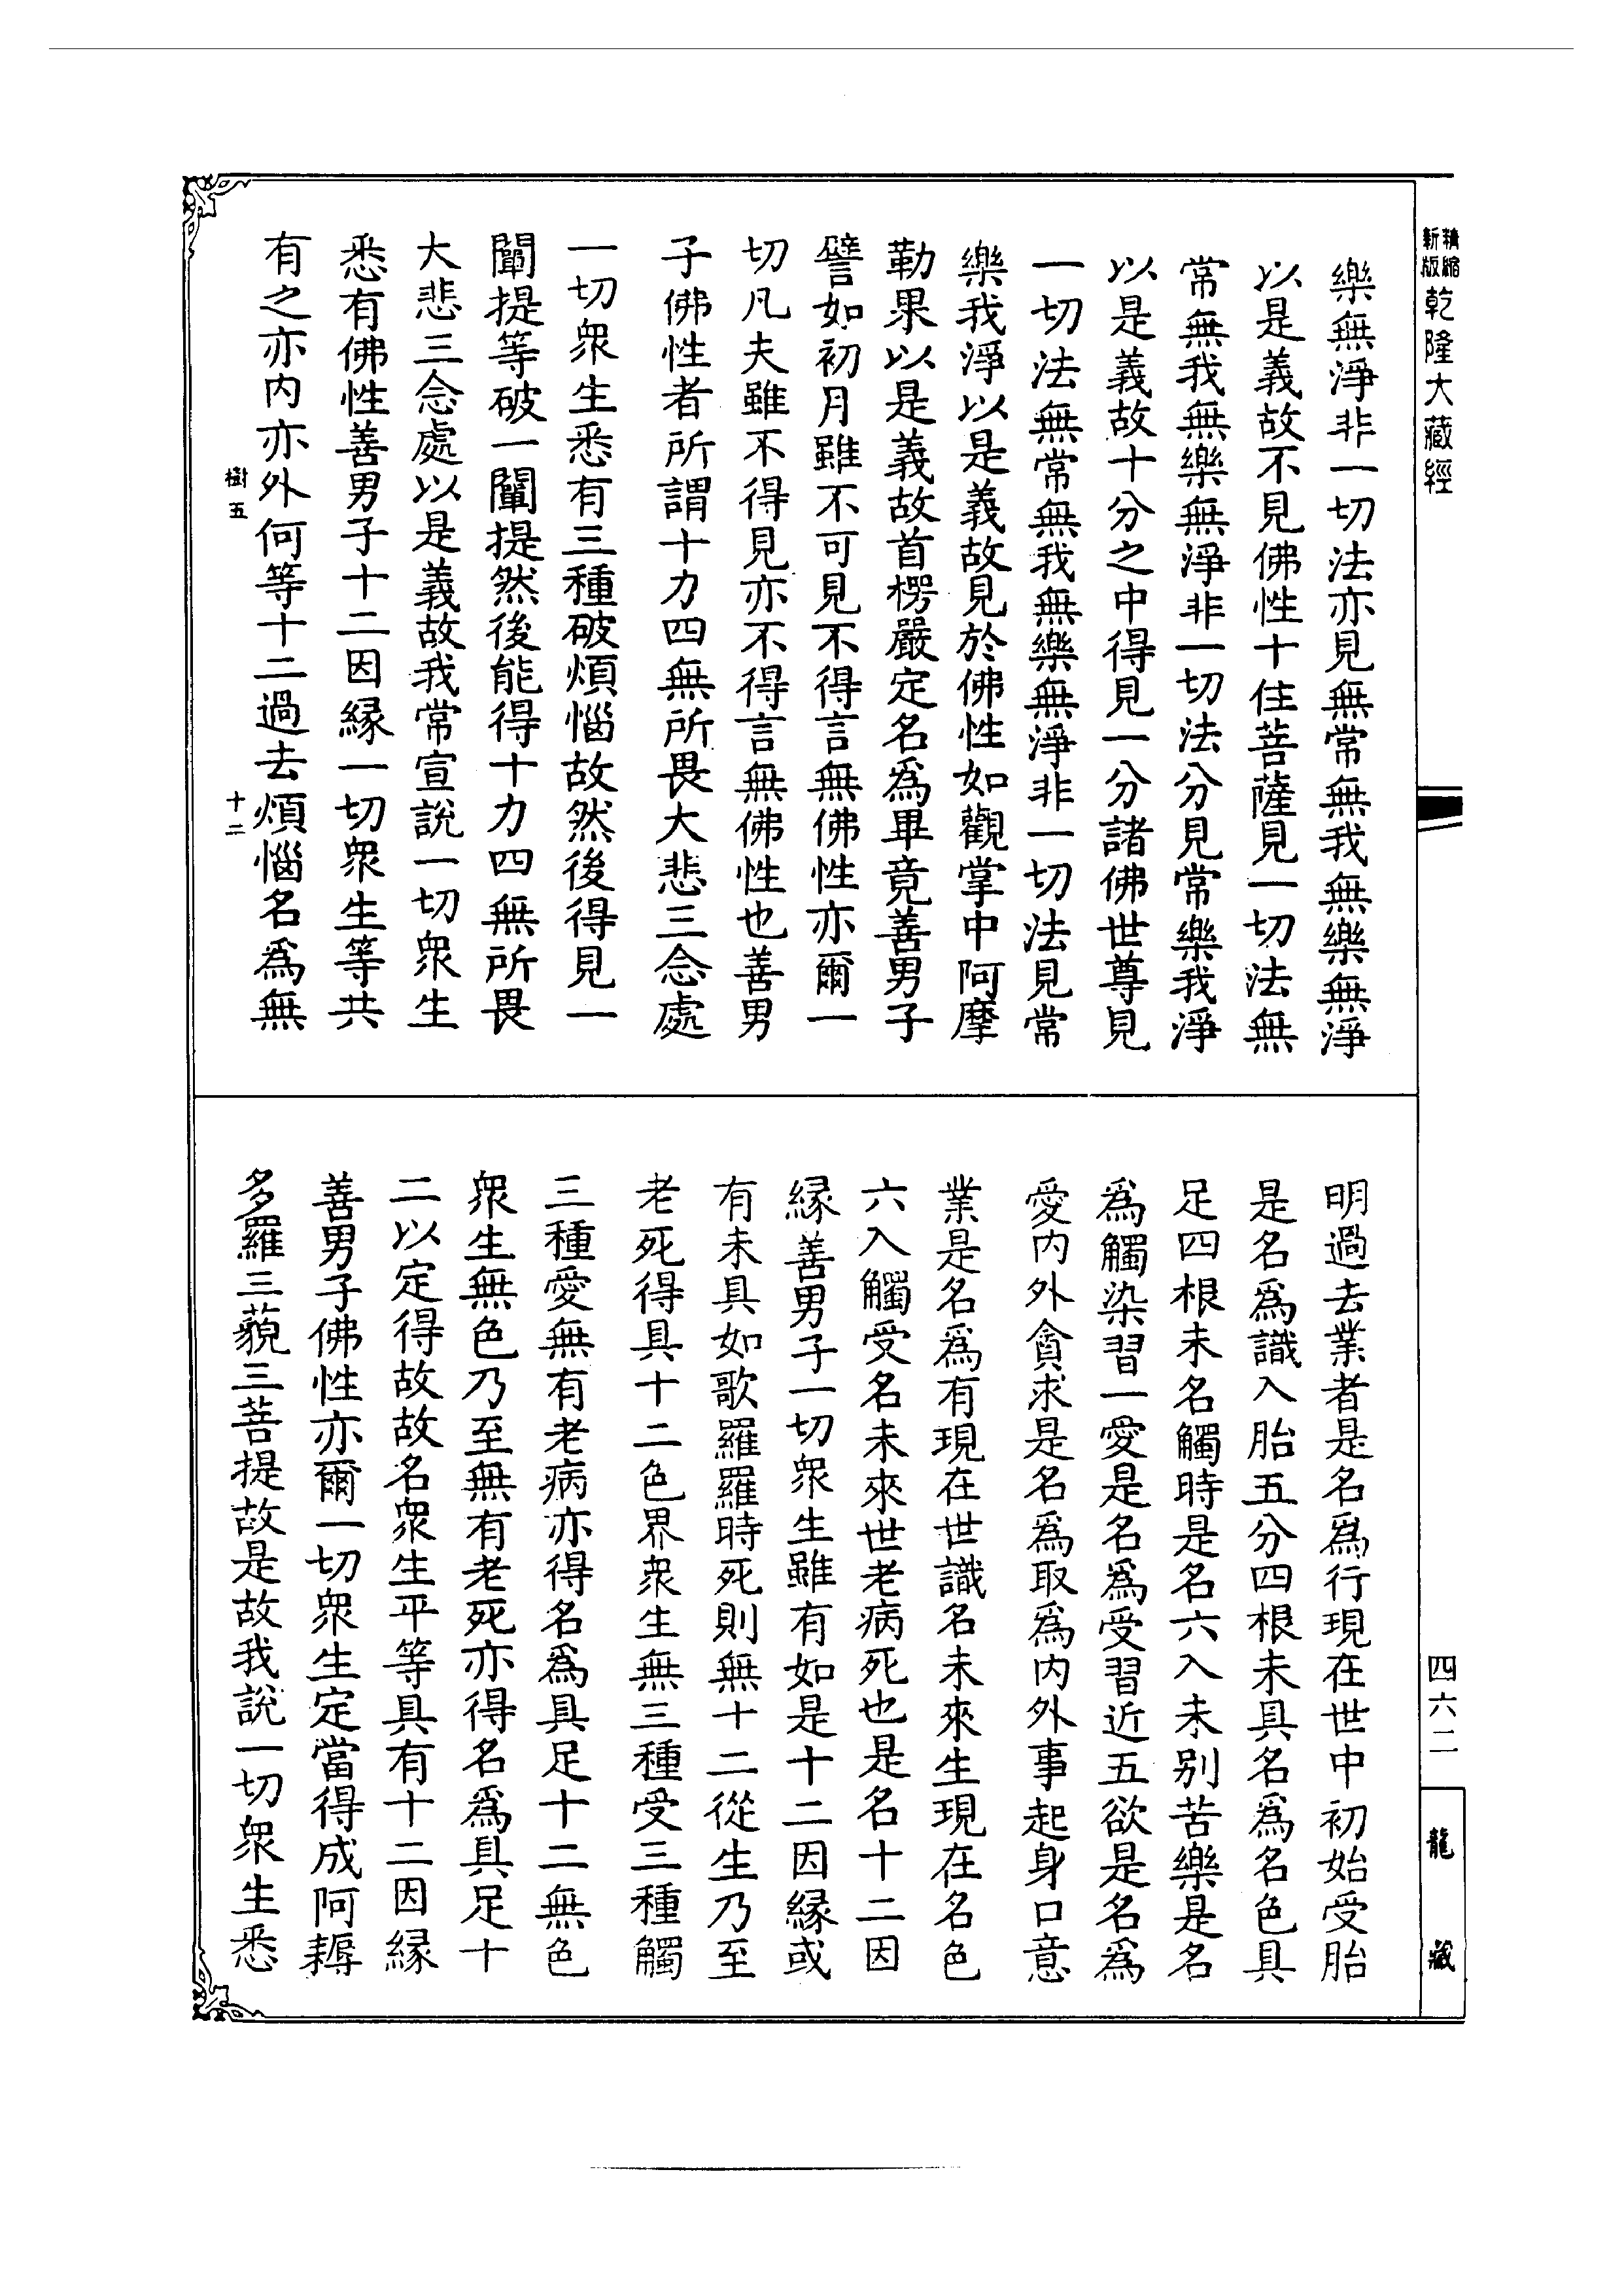 精縮
新版
乾隆大藏經
樂無淨非一切法亦見無常無我無樂無淨
以是義故不見佛性十住菩薩見一切法無
常無我無樂無淨非一切法分見常樂我淨
以是義故十分之中得見一分諸佛世尊見
一切法無常無我無樂無淨非一切法見常
樂我淨以是義故見於佛性如觀掌中阿摩
勒果以是義故首楞嚴定名爲畢竟善男子
譬如初月雖不可見不得言無佛性亦爾一
切凡夫雖不得見亦不得言無佛性也善男
子佛性者所謂十力四無所畏大悲三念處
一切衆生悉有三種破煩惱故然後得見一
闡提等破一闡提然後能得十力四無所畏
大悲三念處以是義故我常宣說一切衆生
悉有佛性善男子十二因緣一切衆生等共
有之亦內亦外何等十二過去煩惱名爲無
樹五
十二
明過去業者是名爲行現在世中初始受胎
是名爲識入胎五分四根未具名爲名色具
足四根未名觸時是名六入未別苦樂是名
爲觸染習一愛是名爲受習近五欲是名爲
愛內外貪求是名爲取爲內外事起身口意
業是名爲有現在世識名未來生現在名色
六入觸受名未來世老病死也是名十二因
緣善男子一切衆生雖有如是十二因緣或
有未具如歌羅羅時死則無十二從生乃至
老死得具十二色界衆生無三種受三種觸
三種愛無有老病亦得名爲具足十二無色
衆生無色乃至無有老死亦得名爲具足十
二以定得故故名衆生平等具有十二因緣
善男子佛性亦爾一切衆生定當得成阿耨
多羅三藐三菩提故是故我說一切衆生悉
四六二
龍藏